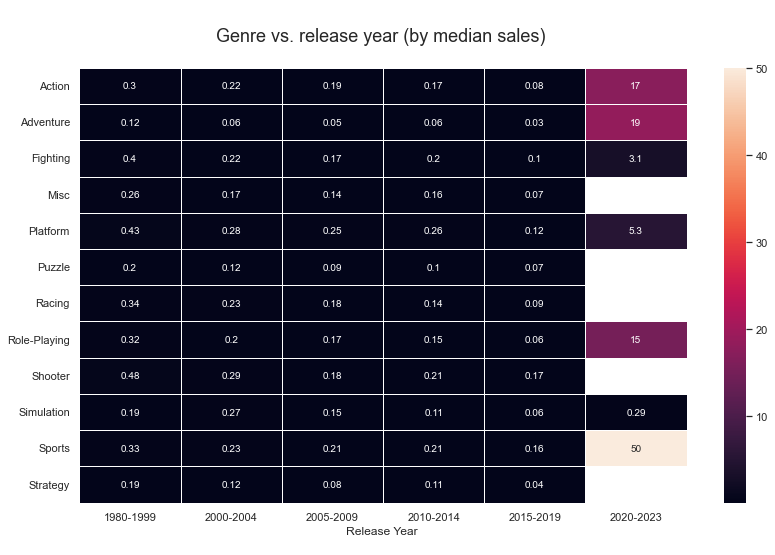 Genre vs. release year (by median sales)
Action 0.3 0.22 0.19 0.17 0.08 17
Adventure 0.12 0.06 0.05 0.06 0.03 19
Fighting 0.4 0.22 0.17 0.2 0.1 3.1
Misc 0.26 0.17 0.14 0.16 0.07
Platform 0.43 0.28 0.25 0.26 0.12 5.3
Puzzle 0.2 0.12 0.09 0.1 0.07
Racing 0.34 0.23 0.18 0.14 0.09
Role-Playing 0.32 0.2 0.17 0.15 0.06 15
Shooter 0.48 0.29 0.18 0.21 0.17
Simulation 0.19 0.27 0.15 0.11 0.06 0.29
Sports 0.33 0.23 0.21 0.21 0.16 50
Strategy 0.19 0.12 0.08 0.11 0.04
1980-1999 2000-2004 2005-2009 2010-2014 2015-2019 2020-2023
Release Year
50
40
30
20
10